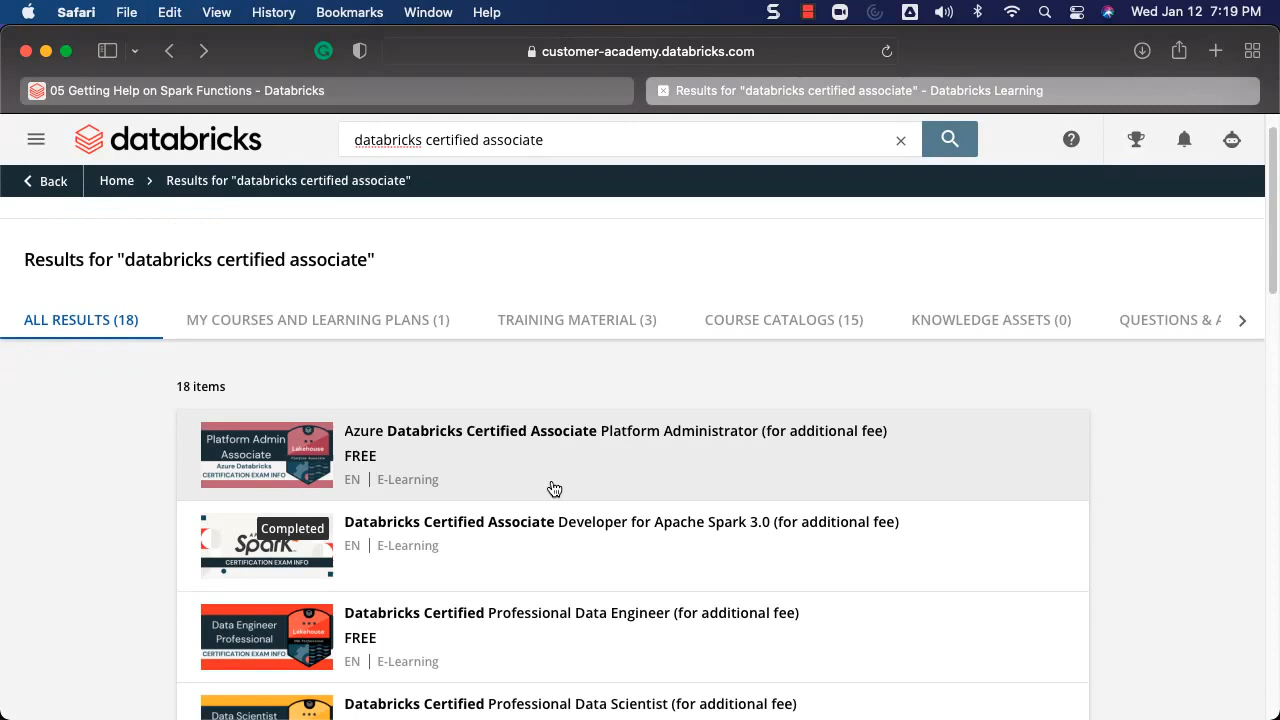 Safari File Edit View History Bookmarks Window Help Wed Jan 12 7:19 PM
customer-academy.databricks.com
05 Getting Help on Spark Functions - Databricks
Results for "databricks certified associate" - Databricks Learning
databricks
databricks certified associate
Back
Home
Results for "databricks certified associate"
Results for "databricks certified associate"
ALL RESULTS (18)
MY COURSES AND LEARNING PLANS (1)
TRAINING MATERIAL (3)
COURSE CATALOGS (15)
KNOWLEDGE ASSETS (0)
QUESTIONS &
18 items
Platform Admin
Associate
Azure Databricks
CERTIFICATION EXAM INFO
Lakehouse
Azure Databricks Certified Associate Platform Administrator (for additional fee)
FREE
EN | E-Learning
Completed
Spark
CERTIFICATION EXAM INFO
Databricks Certified Associate Developer for Apache Spark 3.0 (for additional fee)
EN | E-Learning
Data Engineer
Professional
CERTIFICATION EXAM INFO
Lakehouse
Databricks Certified Professional Data Engineer (for additional fee)
FREE
EN | E-Learning
Data Scientist
Databricks Certified Professional Data Scientist (for additional fee)